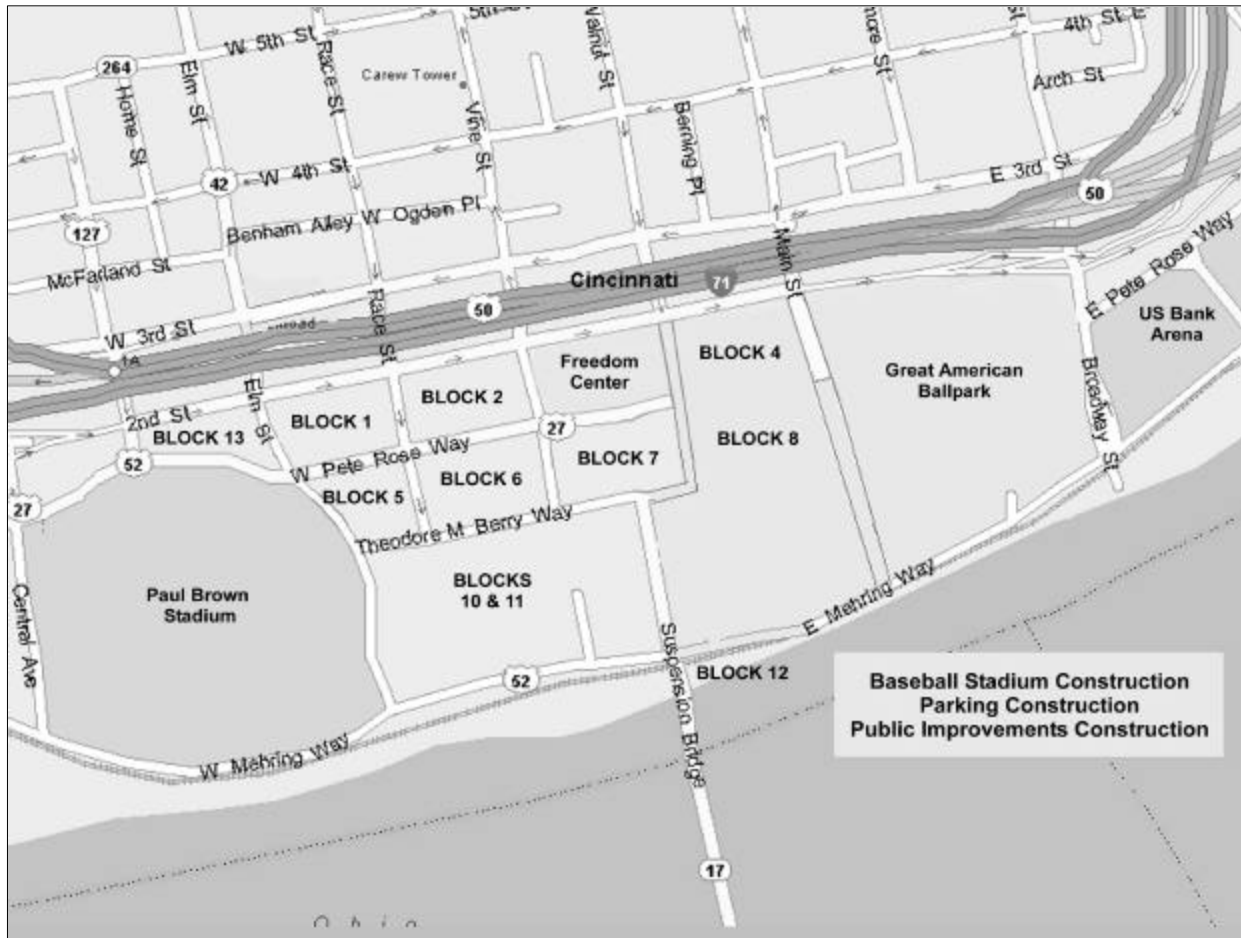 W 5th St
5th St
4th St
264
Elm St
Race St
Carew Tower
Vine St
Walnut St
Arch St
Home St
Berning Pl
42
W 4th St
E 3rd St
50
127
Benham Alley W Ogden Pl
McFarland St
Main St
E Pete Rose Way
Cincinnati
71
50
W 3rd St
Race St
US Bank
Arena
1A
BLOCK 4
Freedom
Center
Great American
Ballpark
Elm St
2nd St
BLOCK 2
BLOCK 1
Broadway St
BLOCK 13
27
BLOCK 8
52
W Pete Rose Way
BLOCK 7
BLOCK 6
BLOCK 5
27
Theodore M Berry Way
BLOCKS
10 & 11
Paul Brown
Stadium
E Mehring Way
Central Ave
Suspension Bridge
52
BLOCK 12
Baseball Stadium Construction
Parking Construction
Public Improvements Construction
W Mehring Way
17